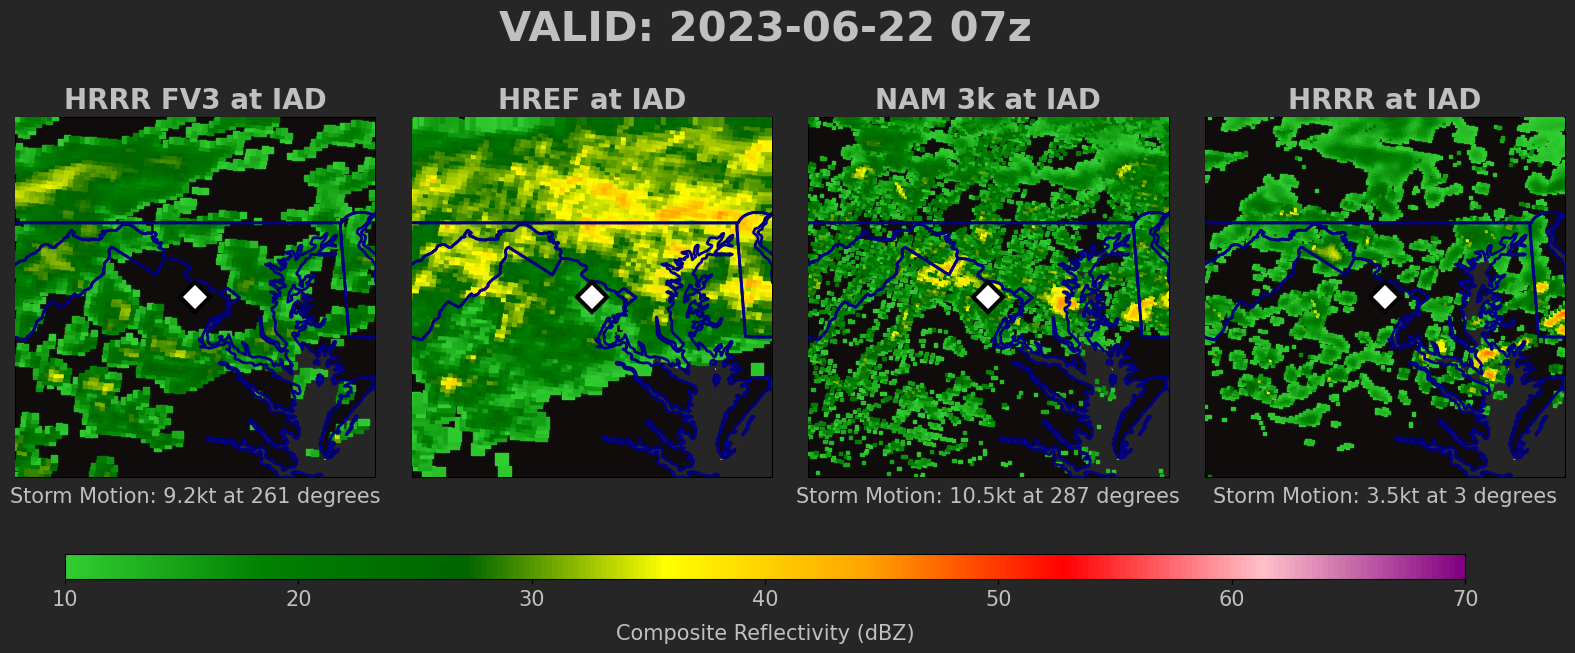 VALID: 2023-06-22 07z
HRRR FV3 at IAD
HREF at IAD
NAM 3k at IAD
HRRR at IAD
Storm Motion: 9.2kt at 261 degrees
Storm Motion: 10.5kt at 287 degrees
Storm Motion: 3.5kt at 3 degrees
10 20 30 40 50 60 70
Composite Reflectivity (dBZ)